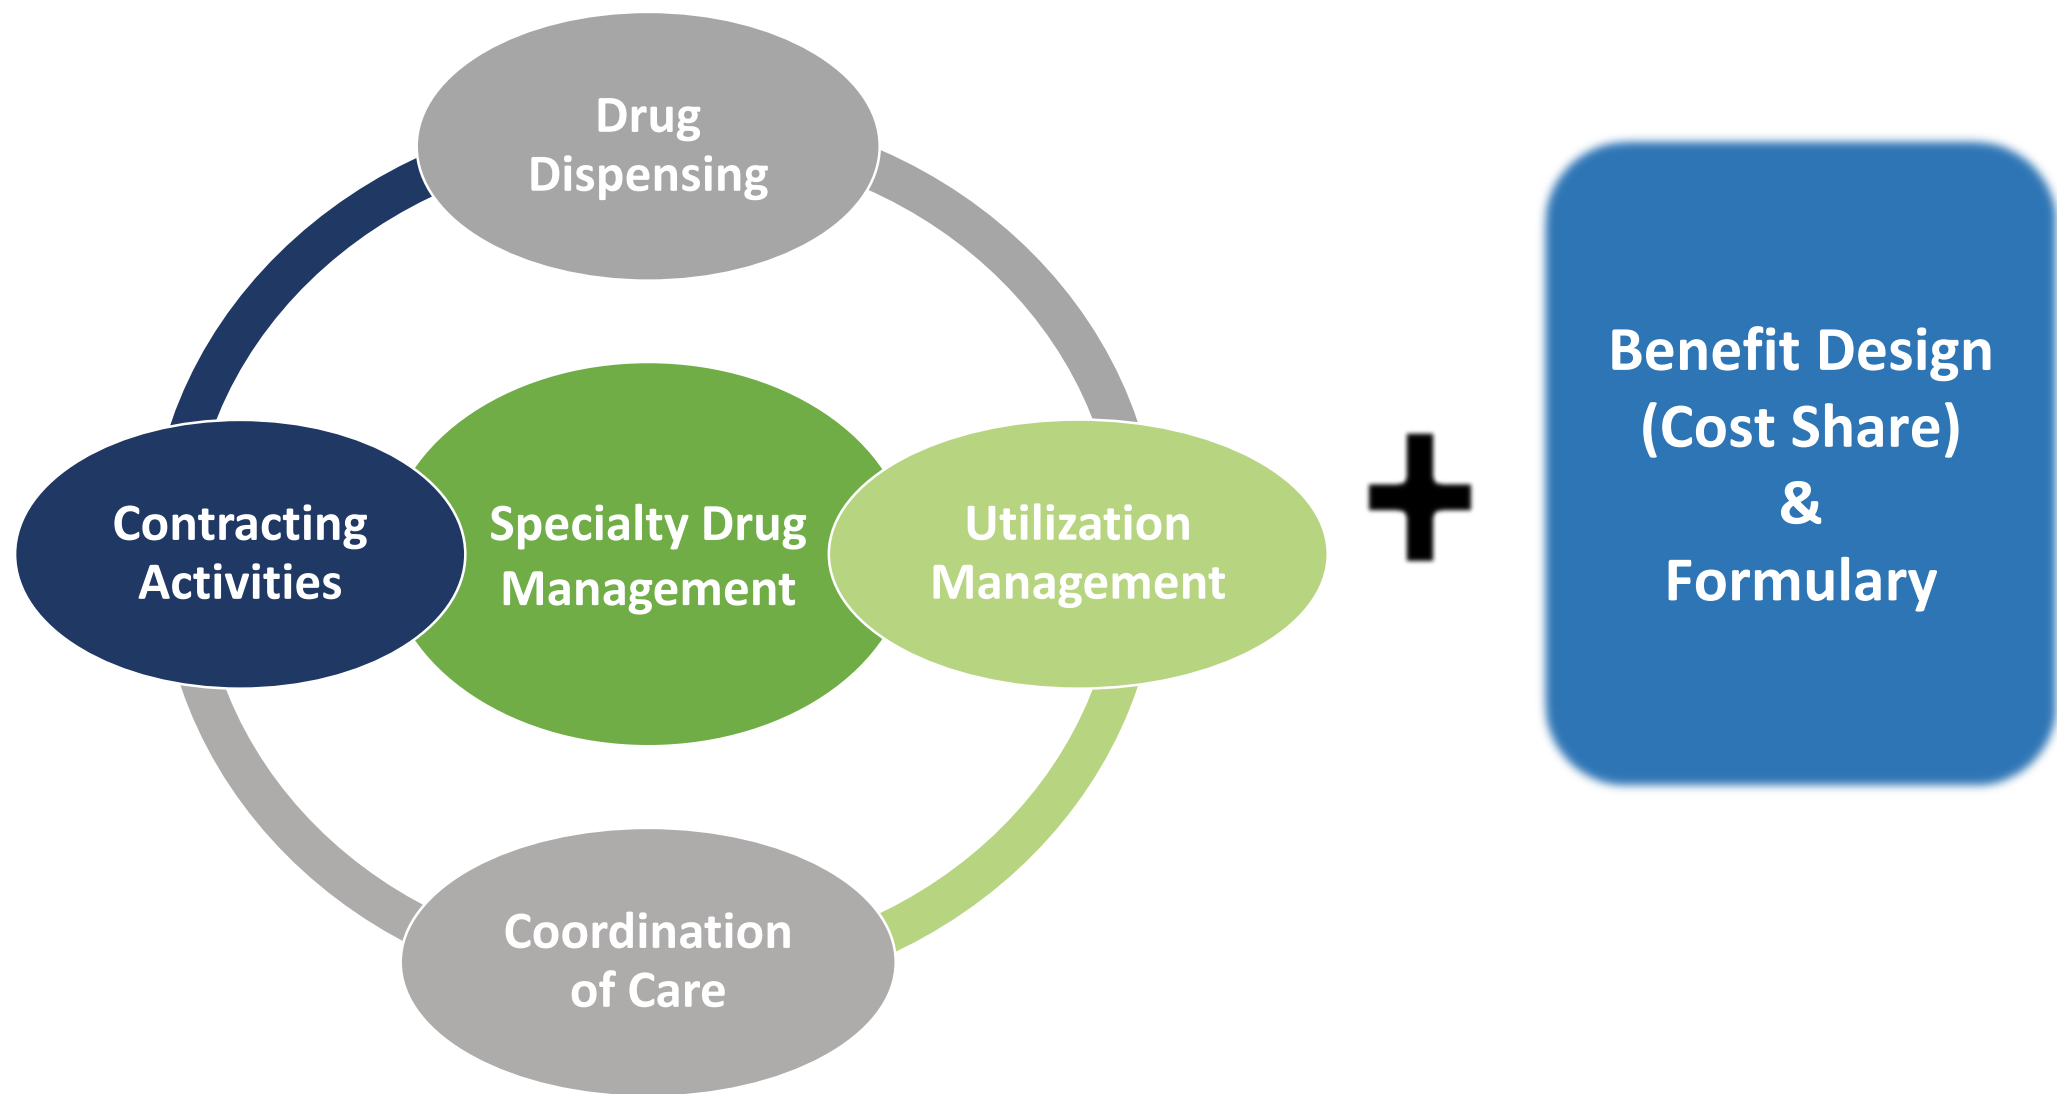 Drug
Dispensing
Contracting
Activities
Specialty Drug
Management
Utilization
Management
Coordination
of Care
Benefit Design
(Cost Share)
&
Formulary